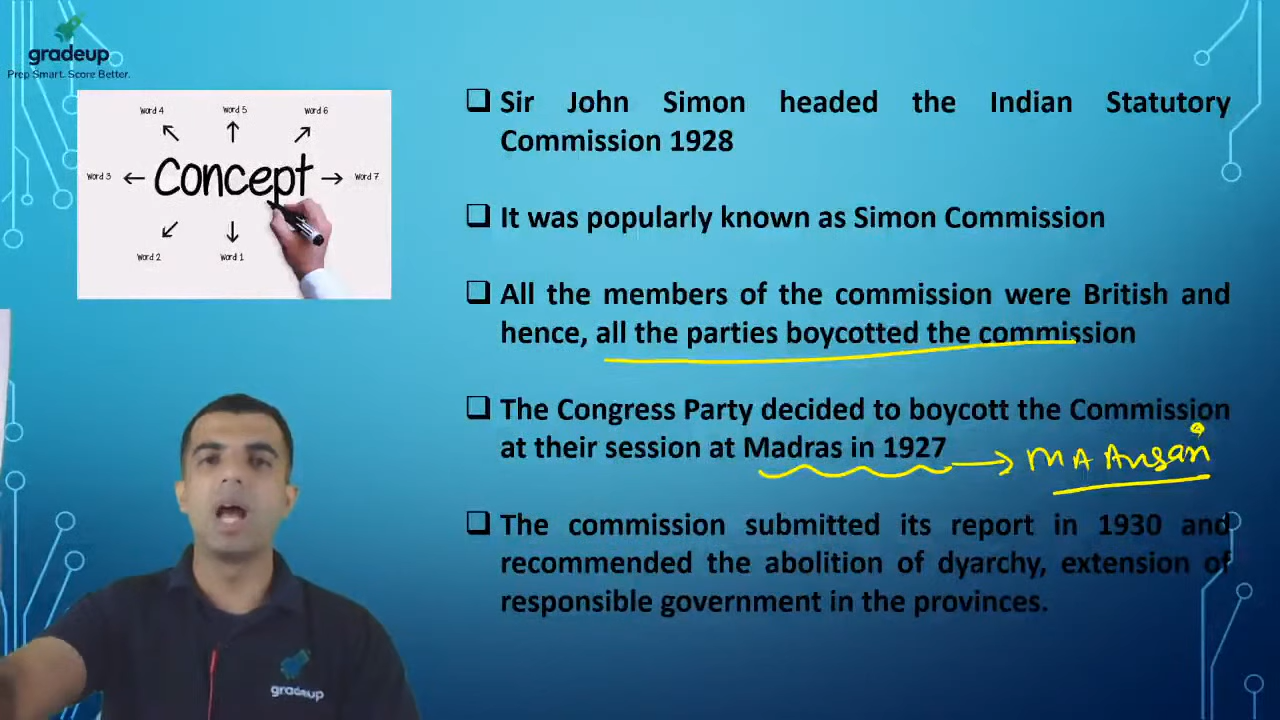 gradeup
Prep Smart. Score Better.
Word 4
Word 5
Word 6
Word 3
Concept
Word 7
Word 2
Word 1
❑ Sir John Simon headed the Indian Statutory
Commission 1928
❑ It was popularly known as Simon Commission
❑ All the members of the commission were British and
hence, all the parties boycotted the commission
❑ The Congress Party decided to boycott the Commission
at their session at Madras in 1927 → M A Ansari
❑ The commission submitted its report in 1930 and
recommended the abolition of dyarchy, extension of
responsible government in the provinces.
gradeup